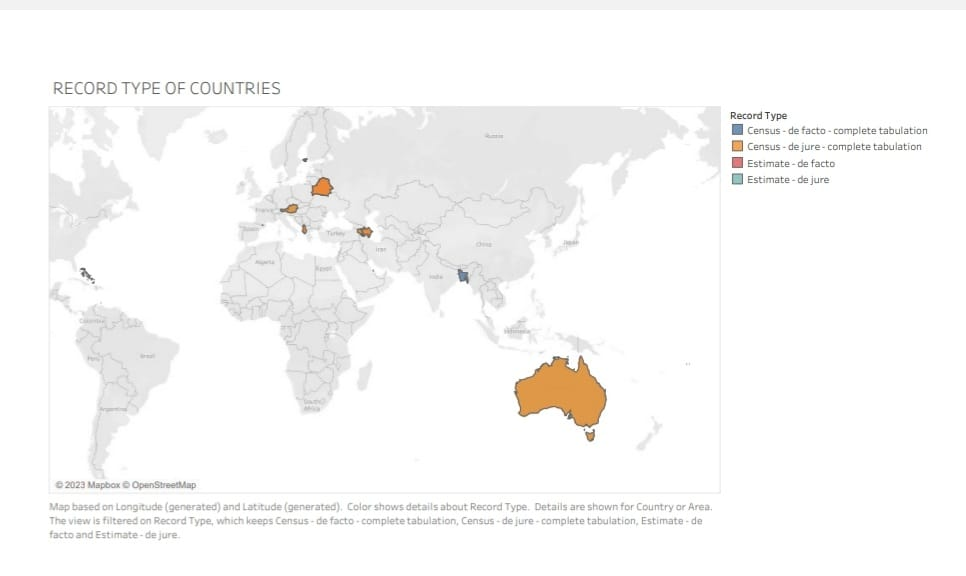 RECORD TYPE OF COUNTRIES
Record Type
Census - de facto - complete tabulation
Census - de jure - complete tabulation
Estimate - de facto
Estimate - de jure
Russia
France
Spain
Turkey
Iran
China
Japan
Algeria
Egypt
India
Colombia
Indonesia
Peru
Brazil
South
Africa
Argentina
© 2023 Mapbox © OpenStreetMap
Map based on Longitude (generated) and Latitude (generated). Color shows details about Record Type. Details are shown for Country or Area.
The view is filtered on Record Type, which keeps Census - de facto - complete tabulation, Census - de jure - complete tabulation, Estimate - de
facto and Estimate - de jure.